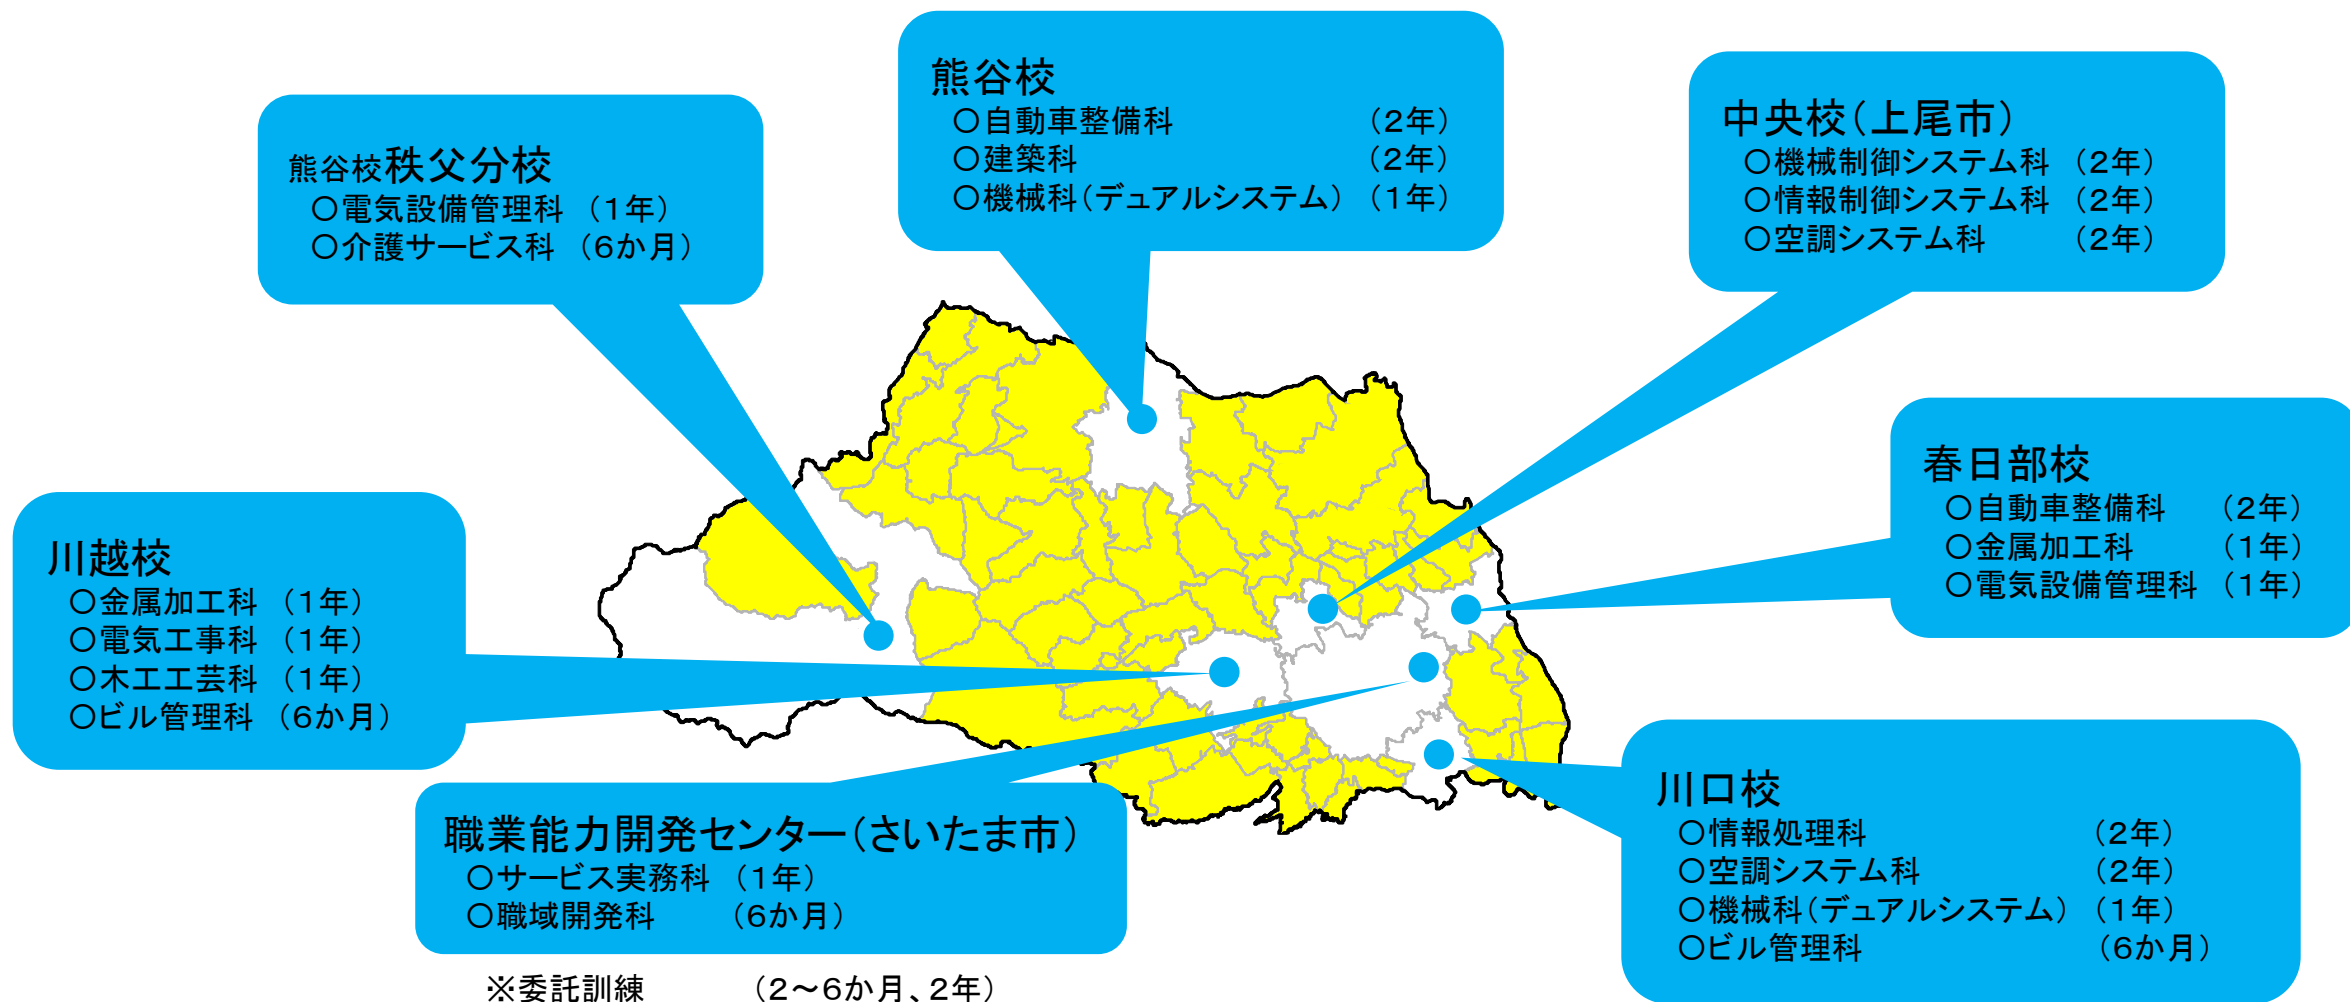 熊谷校
○自動車整備科 （2年）
○建築科 （2年）
○機械科（デュアルシステム） （1年）
中央校（上尾市）
○機械制御システム科 （2年）
○情報制御システム科 （2年）
○空調システム科 （2年）
熊谷校秩父分校
○電気設備管理科 （1年）
○介護サービス科 （6か月）
春日部校
○自動車整備科 （2年）
○金属加工科 （1年）
○電気設備管理科 （1年）
川越校
○金属加工科 （1年）
○電気工事科 （1年）
○木工工芸科 （1年）
○ビル管理科 （6か月）
職業能力開発センター（さいたま市）
○サービス実務科 （1年）
○職域開発科 （6か月）
※委託訓練 （2～6か月、2年）
川口校
○情報処理科 （2年）
○空調システム科 （2年）
○機械科（デュアルシステム） （1年）
○ビル管理科 （6か月）